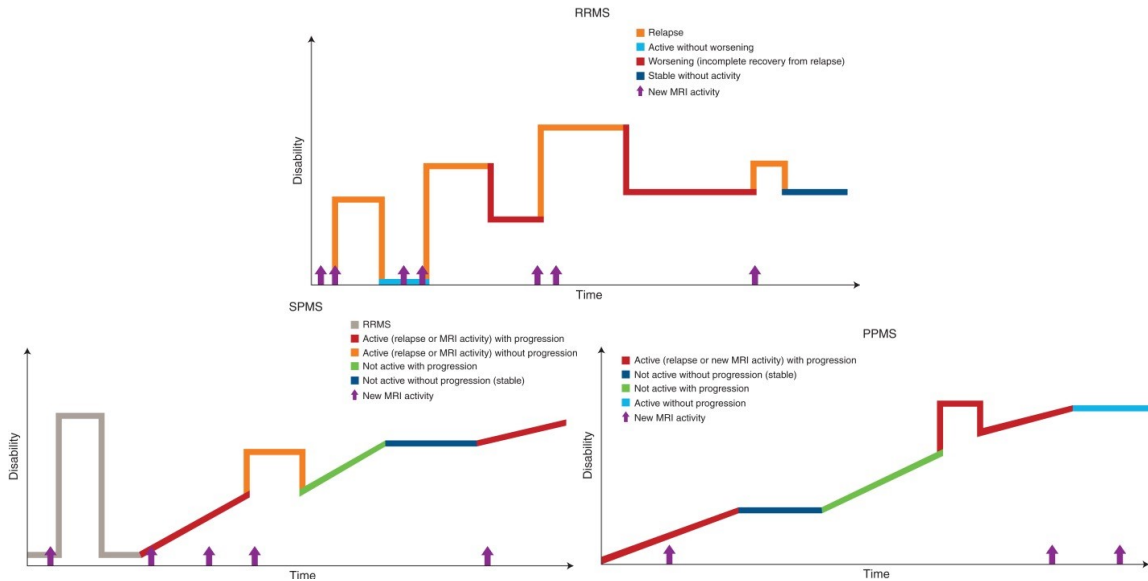 RRMS
Relapse
Active without worsening
Worsening (incomplete recovery from relapse)
Stable without activity
New MRI activity
Disability
Time
SPMS
RRMS
Active (relapse or MRI activity) with progression
Active (relapse or MRI activity) without progression
Not active with progression
Not active without progression (stable)
New MRI activity
Disability
Time
PPMS
Active (relapse or new MRI activity) with progression
Not active without progression (stable)
Not active with progression
Active without progression
New MRI activity
Disability
Time